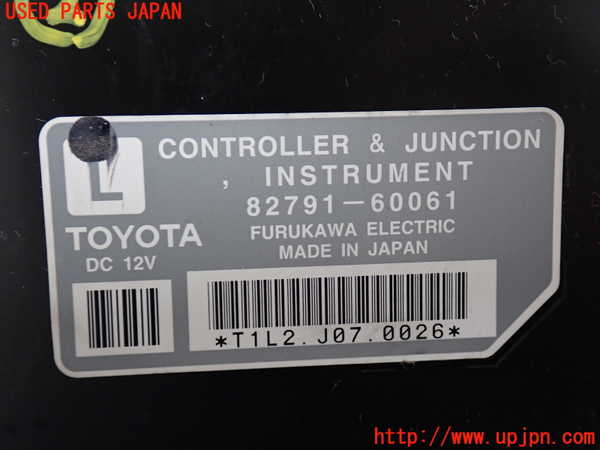 USED PARTS JAPAN
L
CONTROLLER & JUNCTION
, INSTRUMENT
82791-60061
TOYOTA
FURUKAWA ELECTRIC
DC 12V
MADE IN JAPAN
*T1L2.J07.0026*
UPJ
http://www.upjpn.com/